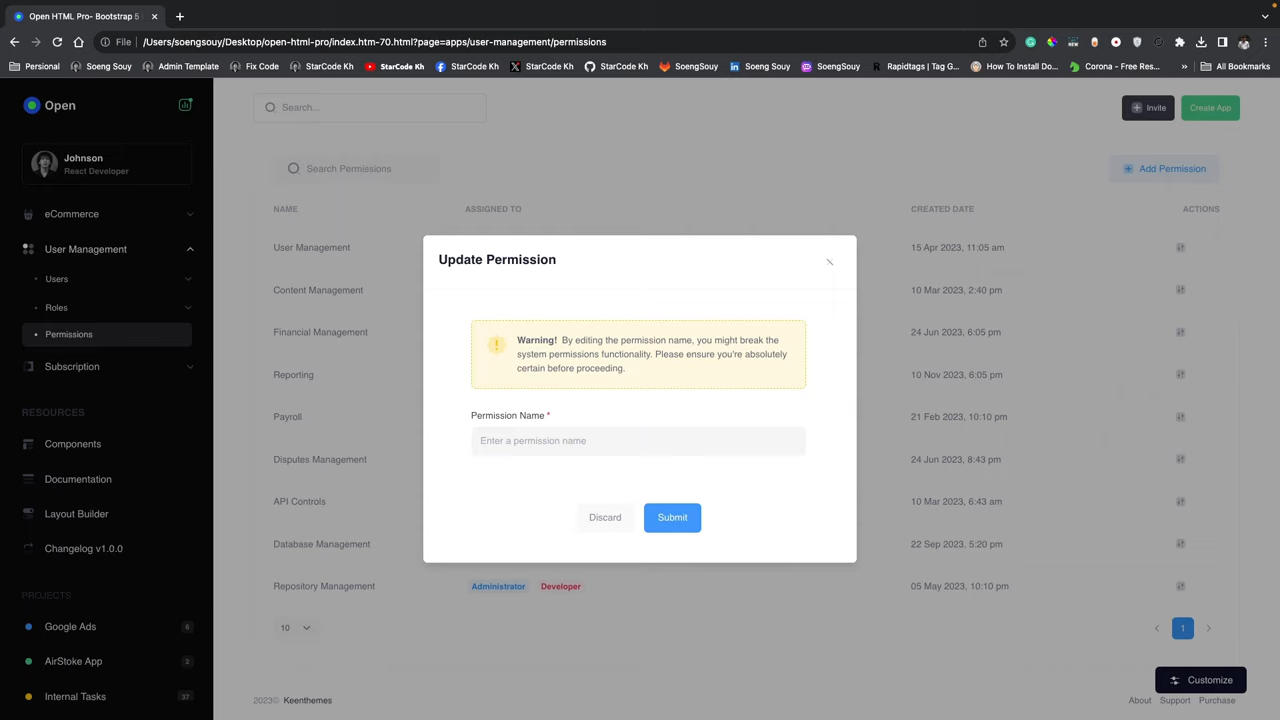 Open HTML Pro- Bootstrap 5
File /Users/soengsouy/Desktop/open-html-pro/index.htm-70.html?page=apps/user-management/permissions
Personal Soeng Souy Admin Template Fix Code StarCode Kh StarCode Kh StarCode Kh StarCode Kh StarCode Kh SoengSouy Soeng Souy SoengSouy Rapidtags | Tag G... How To Install Do... Corona – Free Res... » All Bookmarks
Open
Search...
Invite
Create App
Johnson
React Developer
Search Permissions
Add Permission
NAME ASSIGNED TO CREATED DATE ACTIONS
eCommerce
User Management
Users
Roles
Permissions
Subscription
RESOURCES
Components
Documentation
Layout Builder
Changelog v1.0.0
PROJECTS
Google Ads 6
AirStoke App 2
Internal Tasks 37
User Management 15 Apr 2023, 11:05 am
Content Management 10 Mar 2023, 2:40 pm
Financial Management 24 Jun 2023, 6:05 pm
Reporting 10 Nov 2023, 6:05 pm
Payroll 21 Feb 2023, 10:10 pm
Disputes Management 24 Jun 2023, 8:43 pm
API Controls 10 Mar 2023, 6:43 am
Database Management 22 Sep 2023, 5:20 pm
Repository Management Administrator Developer 05 May 2023, 10:10 pm
Update Permission
Warning! By editing the permission name, you might break the
system permissions functionality. Please ensure you're absolutely
certain before proceeding.
Permission Name *
Enter a permission name
Discard
Submit
10
1
Customize
2023© Keenthemes
About Support Purchase